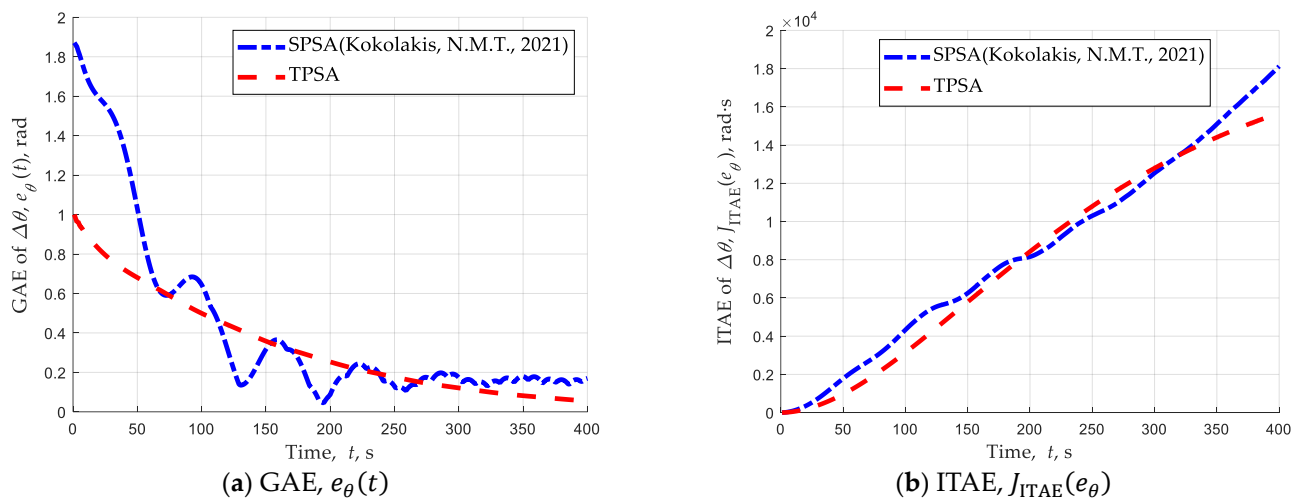 2
1.8
1.6
1.4
1.2
1
0.8
0.6
0.4
0.2
0
GAE of Δθ, e_θ(t), rad
SPSA(Kokolakis, N.M.T., 2021)
TPSA
0 50 100 150 200 250 300 350 400
Time, t, s
(a) GAE, e_θ(t)
×10⁴
2
1.8
1.6
1.4
1.2
1
0.8
0.6
0.4
0.2
0
ITAE of Δθ, J_ITAE(e_θ), rad·s
SPSA(Kokolakis, N.M.T., 2021)
TPSA
0 50 100 150 200 250 300 350 400
Time, t, s
(b) ITAE, J_ITAE(e_θ)